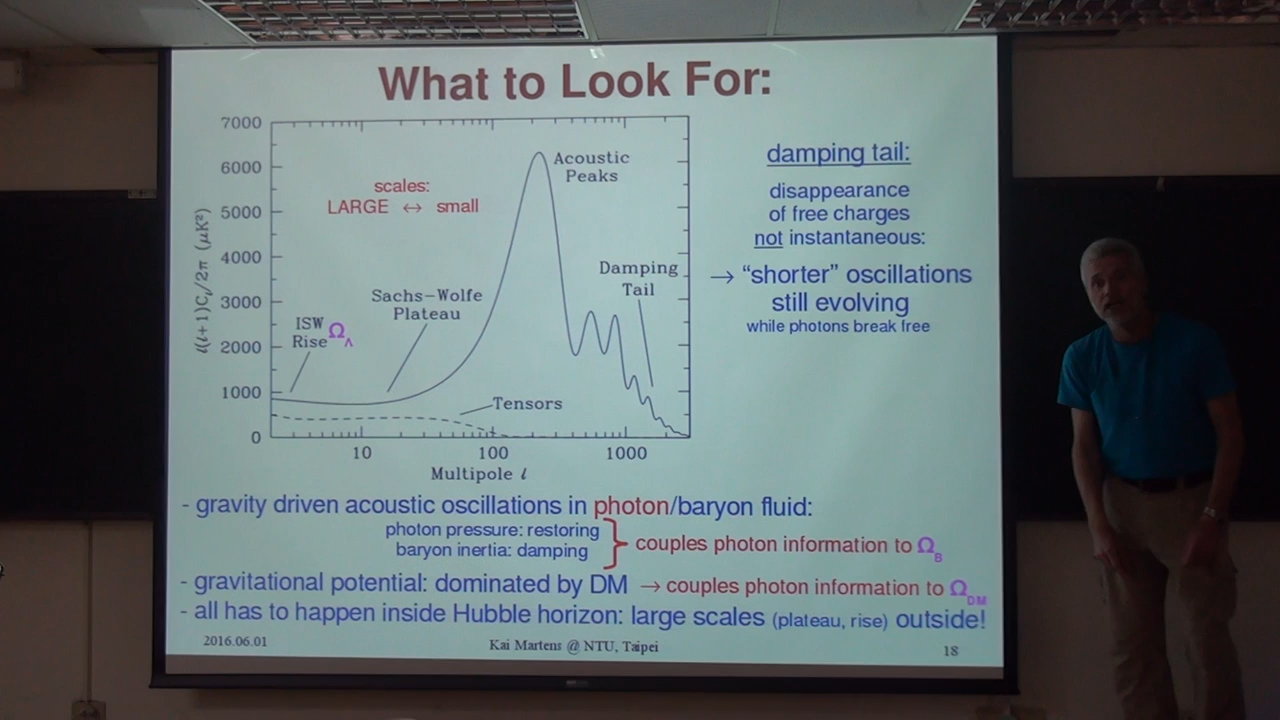 What to Look For:
7000
6000
5000
4000
3000
2000
1000
0
ℓ(ℓ+1)Cℓ/2π (μK²)
scales:
LARGE ↔ small
Acoustic
Peaks
Damping
Tail
Sachs-Wolfe
Plateau
ISW
Rise ΩΛ
Tensors
10 100 1000
Multipole ℓ
damping tail:
disappearance
of free charges
not instantaneous:
→ "shorter" oscillations
still evolving
while photons break free
- gravity driven acoustic oscillations in photon/baryon fluid:
photon pressure: restoring
baryon inertia: damping
} couples photon information to ΩB
- gravitational potential: dominated by DM → couples photon information to ΩDM
- all has to happen inside Hubble horizon: large scales (plateau, rise) outside!
2016.06.01 Kai Martens @ NTU, Taipei 18